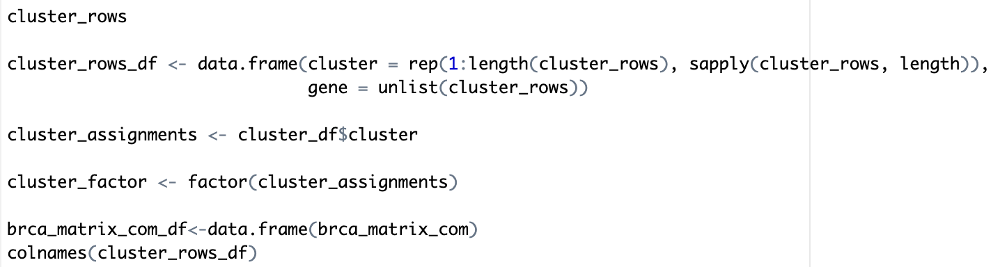 cluster_rows
cluster_rows_df <- data.frame(cluster = rep(1:length(cluster_rows), sapply(cluster_rows, length)),
gene = unlist(cluster_rows))
cluster_assignments <- cluster_df$cluster
cluster_factor <- factor(cluster_assignments)
brca_matrix_com_df<-data.frame(brca_matrix_com)
colnames(cluster_rows_df)